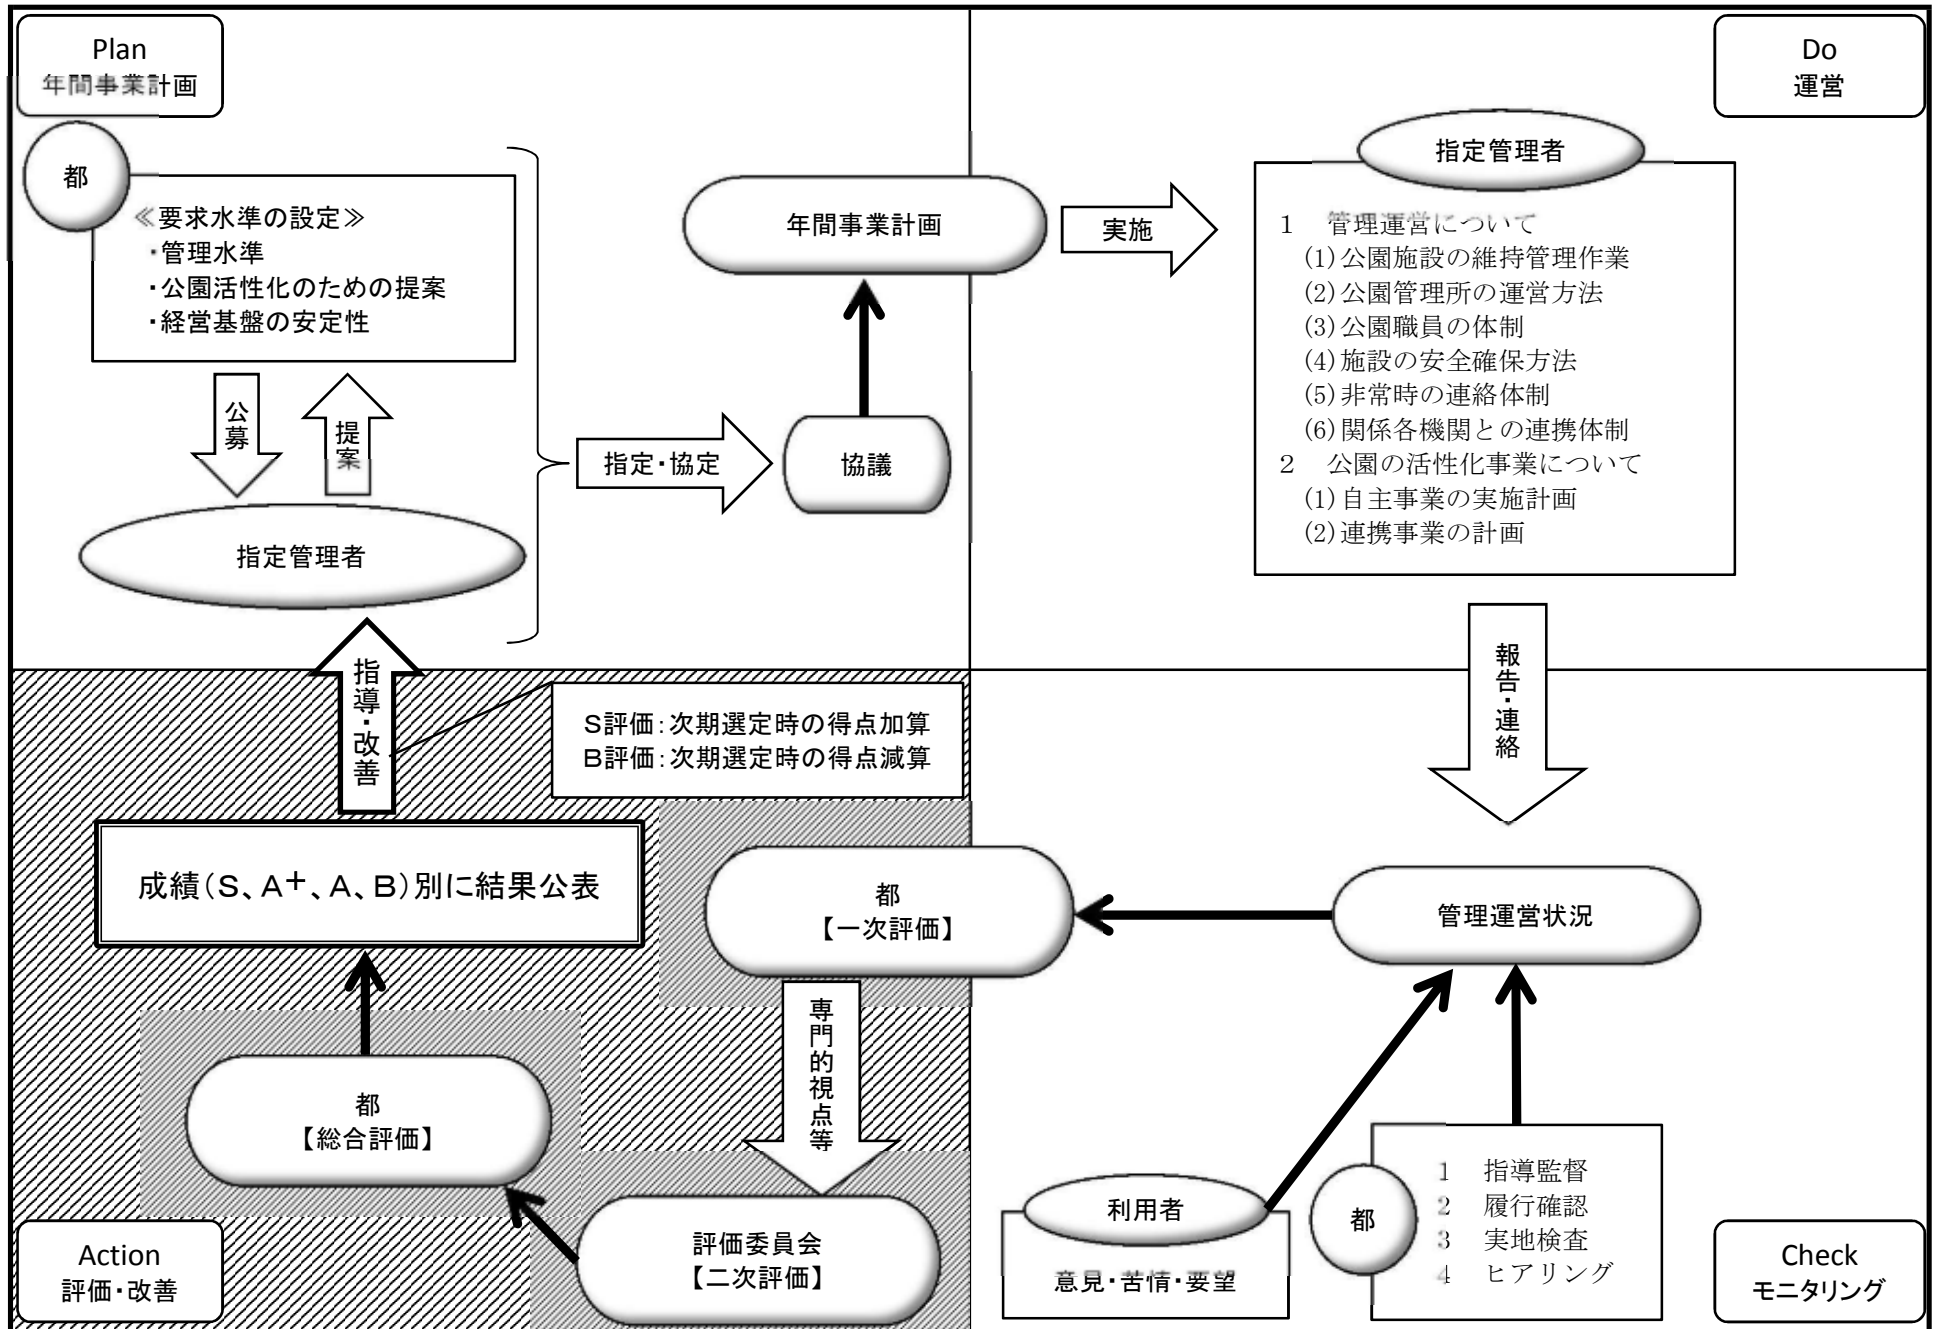 Plan
年間事業計画
都
≪要求水準の設定≫
・管理水準
・公園活性化のための提案
・経営基盤の安定性
公募
提案
指定管理者
指定・協定
協議
年間事業計画
実施
Do
運営
指定管理者
1 管理運営について
(1)公園施設の維持管理作業
(2)公園管理所の運営方法
(3)公園職員の体制
(4)施設の安全確保方法
(5)非常時の連絡体制
(6)関係各機関との連携体制
2 公園の活性化事業について
(1)自主事業の実施計画
(2)連携事業の計画
報告・連絡
管理運営状況
利用者
意見・苦情・要望
都
1 指導監督
2 履行確認
3 実地検査
4 ヒアリング
Check
モニタリング
都
【一次評価】
専門的視点等
評価委員会
【二次評価】
都
【総合評価】
成績(S、A+、A、B)別に結果公表
指導・改善
S評価:次期選定時の得点加算
B評価:次期選定時の得点減算
Action
評価・改善